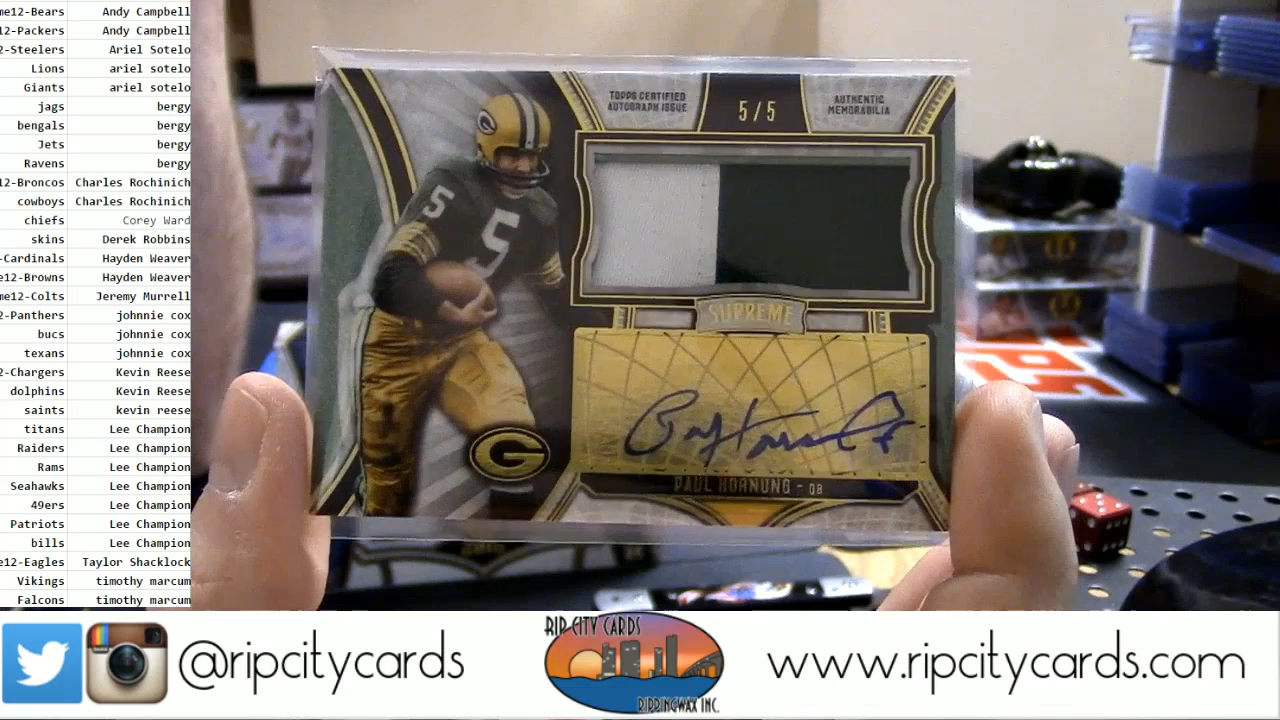 me12-Bears Andy Campbell
12-Packers Andy Campbell
2-Steelers Ariel Sotelo
Lions ariel sotelo
Giants ariel sotelo
jags bergy
bengals bergy
Jets bergy
Ravens bergy
12-Broncos Charles Rochinich
cowboys Charles Rochinich
chiefs Corey Ward
skins Derek Robbins
-Cardinals Hayden Weaver
e12-Browns Hayden Weaver
me12-Colts Jeremy Murrell
2-Panthers johnnie cox
bucs johnnie cox
texans johnnie cox
2-Chargers Kevin Reese
dolphins Kevin Reese
saints kevin reese
titans Lee Champion
Raiders Lee Champion
Rams Lee Champion
Seahawks Lee Champion
49ers Lee Champion
Patriots Lee Champion
bills Lee Champion
e12-Eagles Taylor Shacklock
Vikings timothy marcum
Falcons timothy marcum
TOPPS CERTIFIED
AUTOGRAPH ISSUE
5/5
AUTHENTIC
MEMORABILIA
5 5
G
SUPREME
PAUL HORNUNG - QB
@ripcitycards
RIP CITY CARDS
RIPPINGWAX INC.
www.ripcitycards.com